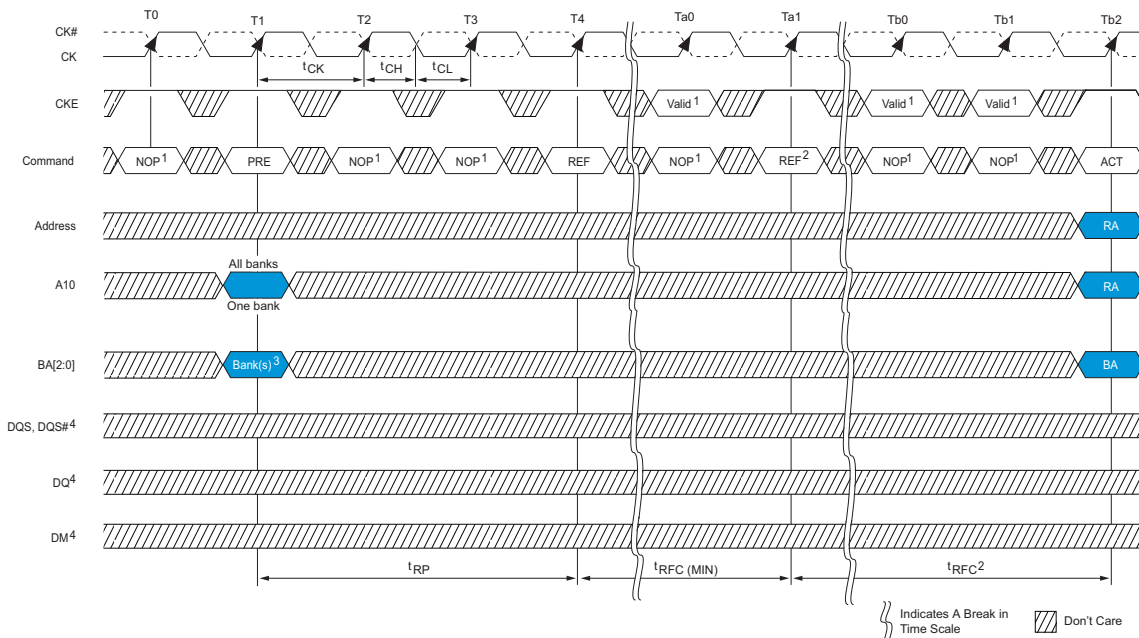 T0 T1 T2 T3 T4 Ta0 Ta1 Tb0 Tb1 Tb2
CK#
CK
tCK tCH tCL
CKE Valid 1 Valid 1 Valid 1
Command NOP1 PRE NOP1 NOP1 REF NOP1 REF2 NOP1 NOP1 ACT
Address RA
All banks
A10 RA
One bank
BA[2:0] Bank(s) 3 BA
DQS, DQS#4
DQ4
DM4
tRP tRFC (MIN) tRFC2
Indicates A Break in
Time Scale
Don't Care